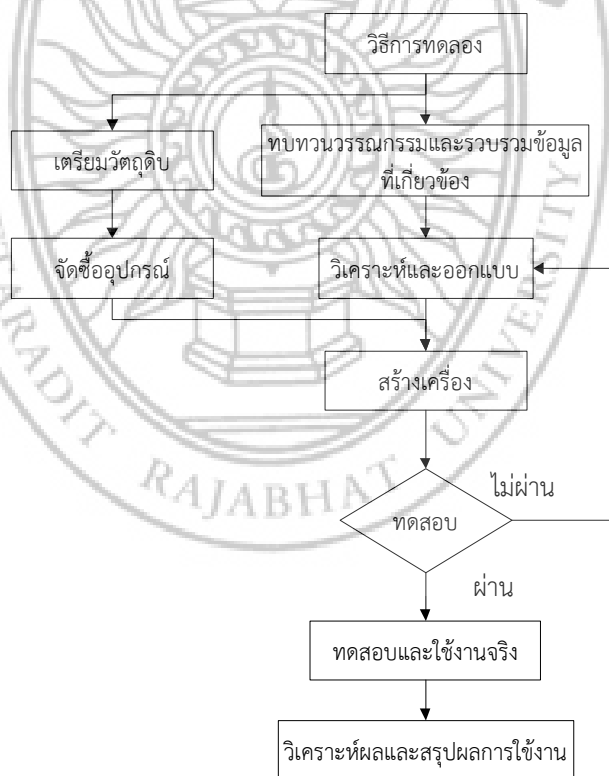 วิธีการทดลอง
เตรียมวัตถุดิบ
ทบทวนวรรณกรรมและรวบรวมข้อมูล
ที่เกี่ยวข้อง
จัดซื้ออุปกรณ์
วิเคราะห์และออกแบบ
สร้างเครื่อง
ทดสอบ
ไม่ผ่าน
ผ่าน
ทดสอบและใช้งานจริง
วิเคราะห์ผลและสรุปผลการใช้งาน
RADIT RAJABHAT UNIVERSITY